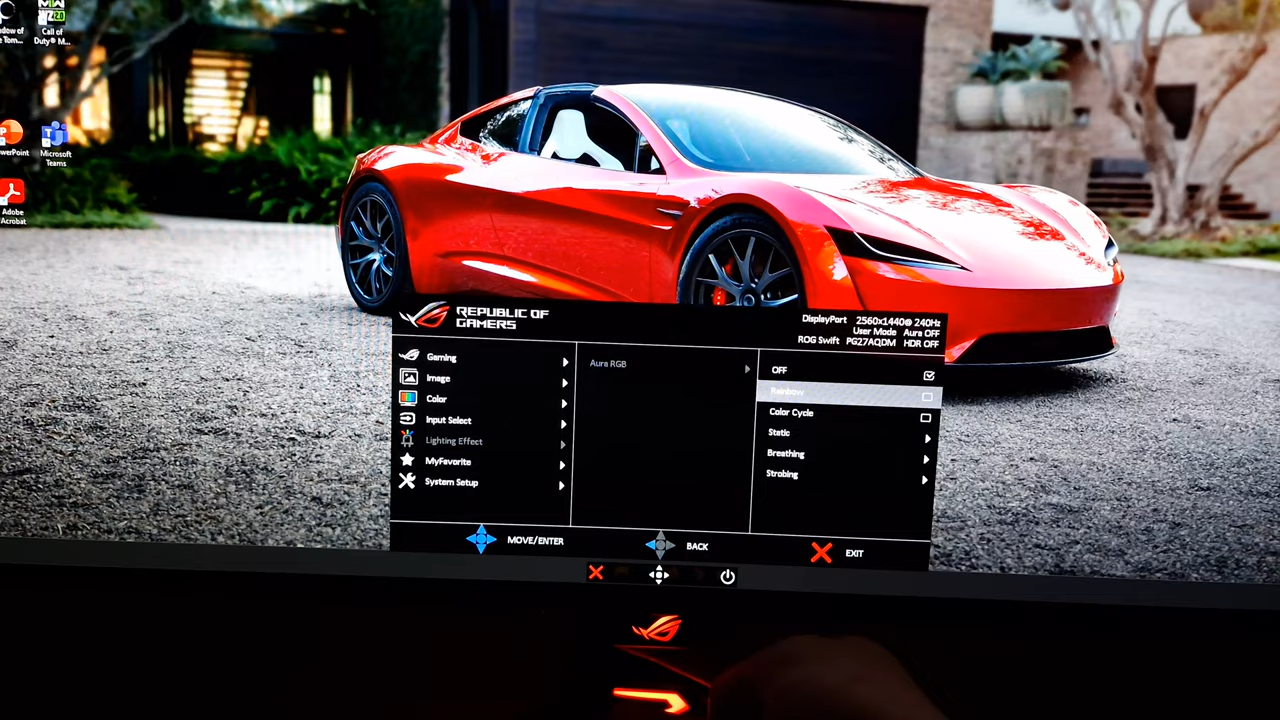 Call of
Duty® M...
Microsoft
Teams
Adobe
Acrobat
REPUBLIC OF
GAMERS
DisplayPort 2560x1440@ 240Hz
User Mode Aura OFF
ROG Swift PG27AQDM HDR OFF
Gaming
Image
Color
Input Select
Lighting Effect
MyFavorite
System Setup
Aura RGB
OFF
Rainbow
Color Cycle
Static
Breathing
Strobing
MOVE/ENTER
BACK
EXIT